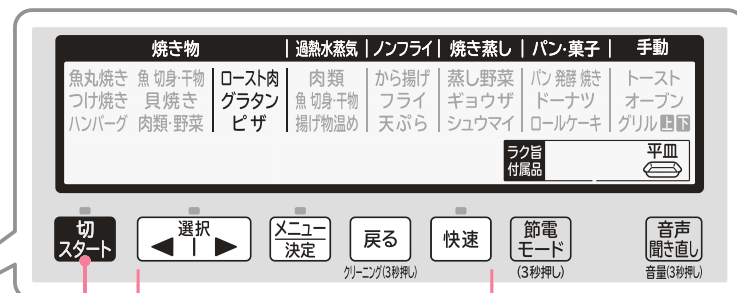 焼き物 過熱水蒸気 ノンフライ 焼き蒸し パン・菓子 手動
魚丸焼き 魚切身・干物 ロースト肉 肉類 から揚げ 蒸し野菜 パン発酵焼き トースト
つけ焼き 貝焼き グラタン 魚切身・干物 フライ ギョウザ ドーナツ オーブン
ハンバーグ 肉類・野菜 ピザ 揚げ物温め 天ぷら シュウマイ ロールケーキ グリル上下
ラク旨 平皿
付属品
切
スタート
選択
メニュー
決定
戻る
クリーニング(3秒押し)
快速
節電
モード
(3秒押し)
音声
聞き直し
音量(3秒押し)